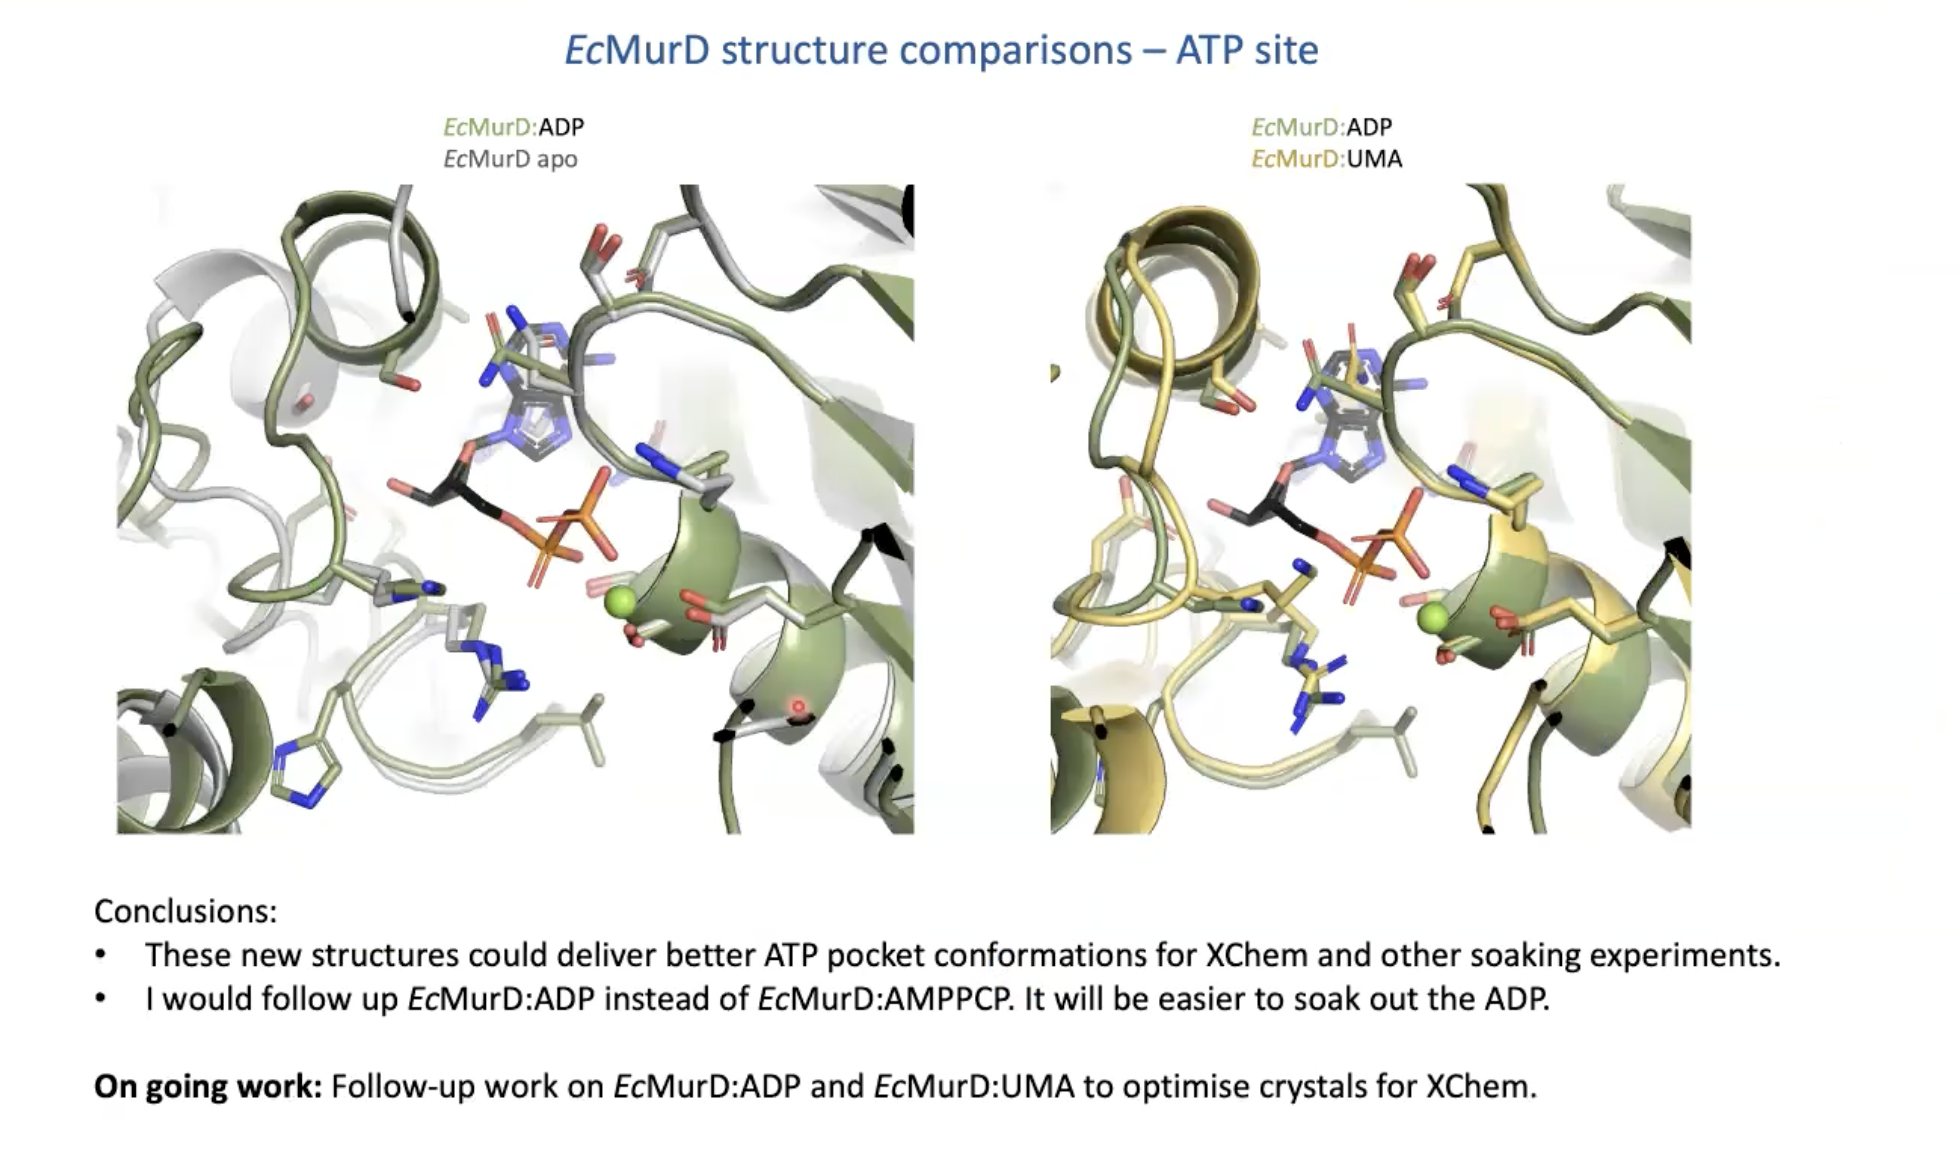 EcMurD structure comparisons – ATP site
EcMurD:ADP
EcMurD apo
EcMurD:ADP
EcMurD:UMA
Conclusions:
• These new structures could deliver better ATP pocket conformations for XChem and other soaking experiments.
• I would follow up EcMurD:ADP instead of EcMurD:AMPPCP. It will be easier to soak out the ADP.
On going work: Follow-up work on EcMurD:ADP and EcMurD:UMA to optimise crystals for XChem.